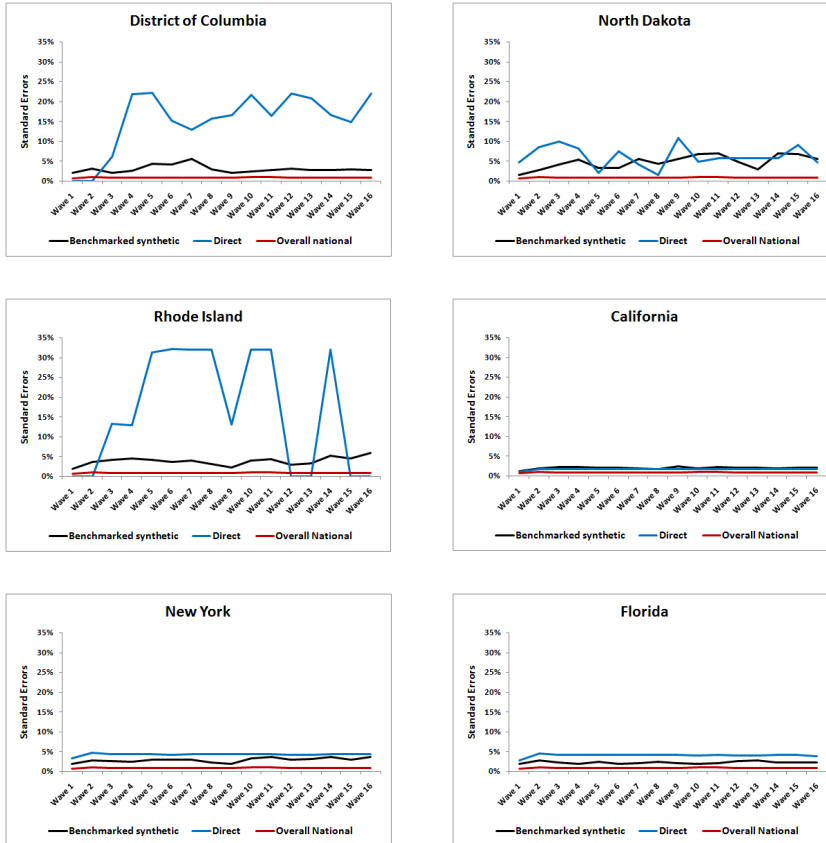 District of Columbia
35%
30%
25%
20%
15%
10%
5%
0%
Standard Errors
Wave 1 Wave 2 Wave 3 Wave 4 Wave 5 Wave 6 Wave 7 Wave 8 Wave 9 Wave 10 Wave 11 Wave 12 Wave 13 Wave 14 Wave 15 Wave 16
Benchmarked synthetic Direct Overall National
North Dakota
35%
30%
25%
20%
15%
10%
5%
0%
Standard Errors
Wave 1 Wave 2 Wave 3 Wave 4 Wave 5 Wave 6 Wave 7 Wave 8 Wave 9 Wave 10 Wave 11 Wave 12 Wave 13 Wave 14 Wave 15 Wave 16
Benchmarked synthetic Direct Overall National
Rhode Island
35%
30%
25%
20%
15%
10%
5%
0%
Standard Errors
Wave 1 Wave 2 Wave 3 Wave 4 Wave 5 Wave 6 Wave 7 Wave 8 Wave 9 Wave 10 Wave 11 Wave 12 Wave 13 Wave 14 Wave 15 Wave 16
Benchmarked synthetic Direct Overall National
California
35%
30%
25%
20%
15%
10%
5%
0%
Standard Errors
Wave 1 Wave 2 Wave 3 Wave 4 Wave 5 Wave 6 Wave 7 Wave 8 Wave 9 Wave 10 Wave 11 Wave 12 Wave 13 Wave 14 Wave 15 Wave 16
Benchmarked synthetic Direct Overall National
New York
35%
30%
25%
20%
15%
10%
5%
0%
Standard Errors
Wave 1 Wave 2 Wave 3 Wave 4 Wave 5 Wave 6 Wave 7 Wave 8 Wave 9 Wave 10 Wave 11 Wave 12 Wave 13 Wave 14 Wave 15 Wave 16
Benchmarked synthetic Direct Overall National
Florida
35%
30%
25%
20%
15%
10%
5%
0%
Standard Errors
Wave 1 Wave 2 Wave 3 Wave 4 Wave 5 Wave 6 Wave 7 Wave 8 Wave 9 Wave 10 Wave 11 Wave 12 Wave 13 Wave 14 Wave 15 Wave 16
Benchmarked synthetic Direct Overall National